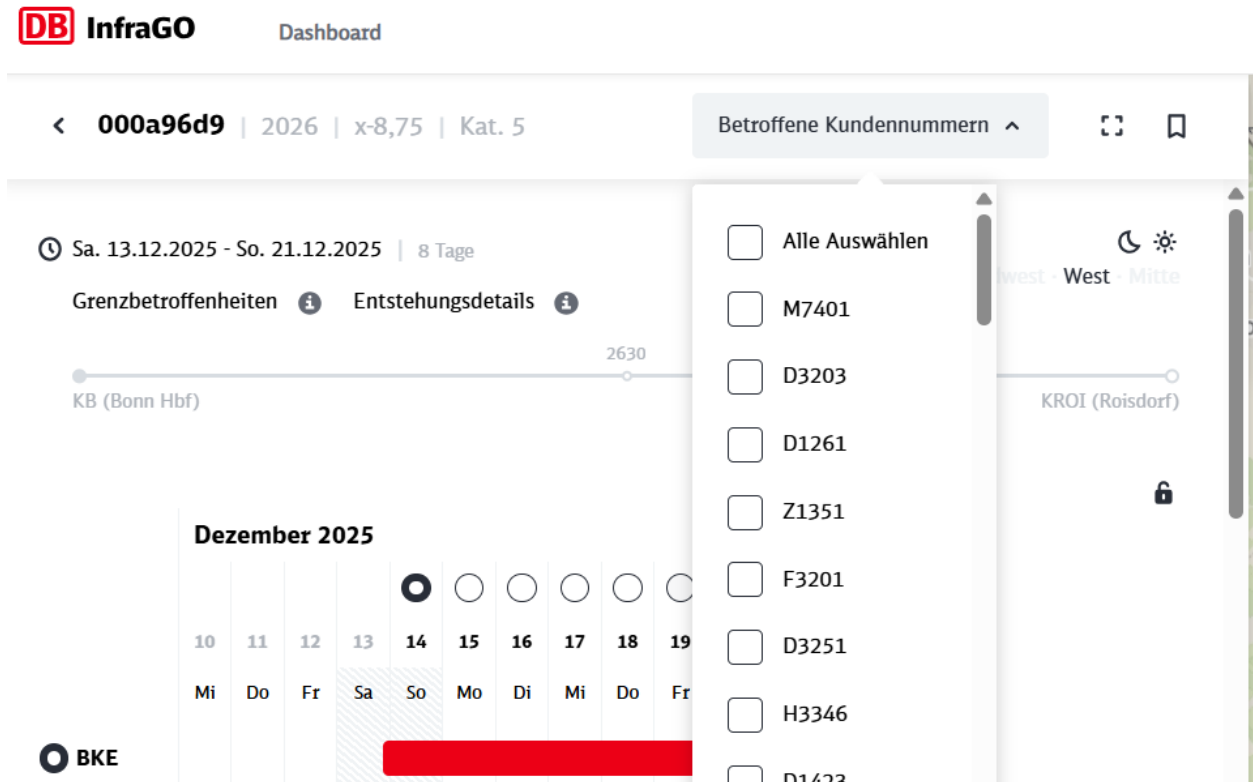 DB InfraGO Dashboard
000a96d9 | 2026 | x-8,75 | Kat. 5
Betroffene Kundennummern
Sa. 13.12.2025 - So. 21.12.2025 | 8 Tage
Grenzbetroffenheiten Entstehungsdetails
West - Mitte
2630
KB (Bonn Hbf)
KROI (Roisdorf)
Alle Auswählen
M7401
D3203
D1261
Z1351
F3201
D3251
H3346
D1423
Dezember 2025
10 11 12 13 14 15 16 17 18 19
Mi Do Fr Sa So Mo Di Mi Do Fr
BKE